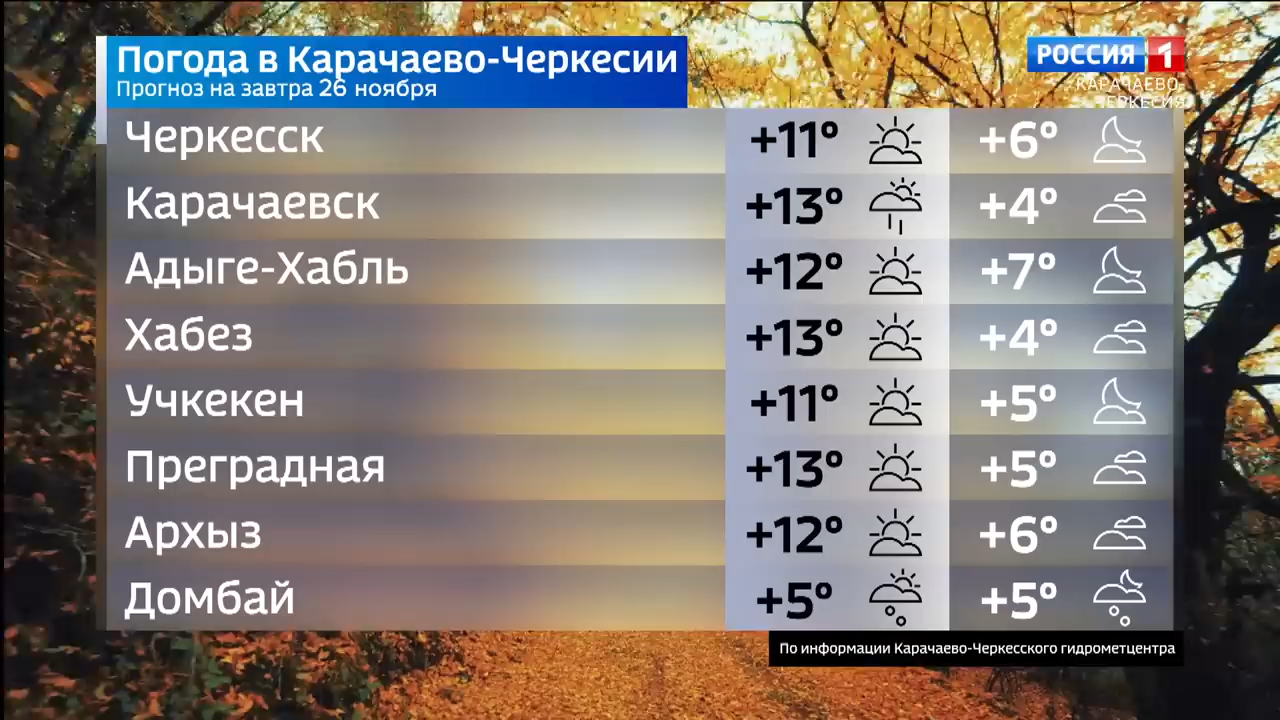 Погода в Карачаево-Черкесии
Прогноз на завтра 26 ноября
РОССИЯ 1
КАРАЧАЕВО-
ЧЕРКЕСИЯ
Черкесск +11° +6°
Карачаевск +13° +4°
Адыге-Хабль +12° +7°
Хабез +13° +4°
Учкекен +11° +5°
Преградная +13° +5°
Архыз +12° +6°
Домбай +5° +5°
По информации Карачаево-Черкесского гидрометцентра